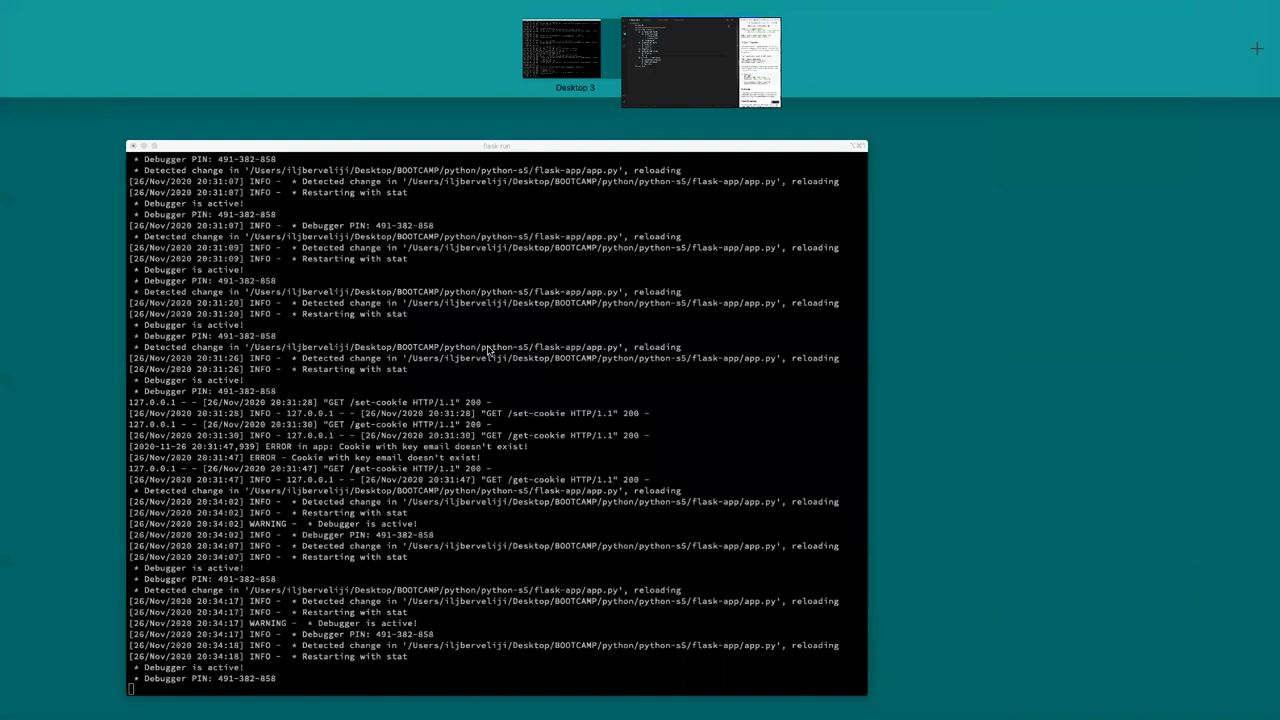 Desktop 3
flask run
* Debugger PIN: 491-382-858
* Detected change in '/Users/iljberveliji/Desktop/BOOTCAMP/python/python-s5/flask-app/app.py', reloading
[26/Nov/2020 20:31:07] INFO -  * Detected change in '/Users/iljberveliji/Desktop/BOOTCAMP/python/python-s5/flask-app/app.py', reloading
[26/Nov/2020 20:31:07] INFO -  * Restarting with stat
* Debugger is active!
* Debugger PIN: 491-382-858
[26/Nov/2020 20:31:07] INFO -  * Debugger PIN: 491-382-858
* Detected change in '/Users/iljberveliji/Desktop/BOOTCAMP/python/python-s5/flask-app/app.py', reloading
[26/Nov/2020 20:31:09] INFO -  * Detected change in '/Users/iljberveliji/Desktop/BOOTCAMP/python/python-s5/flask-app/app.py', reloading
[26/Nov/2020 20:31:09] INFO -  * Restarting with stat
* Debugger is active!
* Debugger PIN: 491-382-858
* Detected change in '/Users/iljberveliji/Desktop/BOOTCAMP/python/python-s5/flask-app/app.py', reloading
[26/Nov/2020 20:31:20] INFO -  * Detected change in '/Users/iljberveliji/Desktop/BOOTCAMP/python/python-s5/flask-app/app.py', reloading
[26/Nov/2020 20:31:20] INFO -  * Restarting with stat
* Debugger is active!
* Debugger PIN: 491-382-858
* Detected change in '/Users/iljberveliji/Desktop/BOOTCAMP/python/python-s5/flask-app/app.py', reloading
[26/Nov/2020 20:31:26] INFO -  * Detected change in '/Users/iljberveliji/Desktop/BOOTCAMP/python/python-s5/flask-app/app.py', reloading
[26/Nov/2020 20:31:26] INFO -  * Restarting with stat
* Debugger is active!
* Debugger PIN: 491-382-858
127.0.0.1 - - [26/Nov/2020 20:31:28] "GET /set-cookie HTTP/1.1" 200 -
[26/Nov/2020 20:31:28] INFO - 127.0.0.1 - - [26/Nov/2020 20:31:28] "GET /set-cookie HTTP/1.1" 200 -
127.0.0.1 - - [26/Nov/2020 20:31:30] "GET /get-cookie HTTP/1.1" 200 -
[26/Nov/2020 20:31:30] INFO - 127.0.0.1 - - [26/Nov/2020 20:31:30] "GET /get-cookie HTTP/1.1" 200 -
[2020-11-26 20:31:47,939] ERROR in app: Cookie with key email doesn't exist!
[26/Nov/2020 20:31:47] ERROR - Cookie with key email doesn't exist!
127.0.0.1 - - [26/Nov/2020 20:31:47] "GET /get-cookie HTTP/1.1" 200 -
[26/Nov/2020 20:31:47] INFO - 127.0.0.1 - - [26/Nov/2020 20:31:47] "GET /get-cookie HTTP/1.1" 200 -
* Detected change in '/Users/iljberveliji/Desktop/BOOTCAMP/python/python-s5/flask-app/app.py', reloading
[26/Nov/2020 20:34:02] INFO -  * Detected change in '/Users/iljberveliji/Desktop/BOOTCAMP/python/python-s5/flask-app/app.py', reloading
[26/Nov/2020 20:34:02] INFO -  * Restarting with stat
[26/Nov/2020 20:34:02] WARNING -  * Debugger is active!
[26/Nov/2020 20:34:02] INFO -  * Debugger PIN: 491-382-858
[26/Nov/2020 20:34:07] INFO -  * Detected change in '/Users/iljberveliji/Desktop/BOOTCAMP/python/python-s5/flask-app/app.py', reloading
[26/Nov/2020 20:34:07] INFO -  * Restarting with stat
* Debugger is active!
* Debugger PIN: 491-382-858
* Detected change in '/Users/iljberveliji/Desktop/BOOTCAMP/python/python-s5/flask-app/app.py', reloading
[26/Nov/2020 20:34:17] INFO -  * Detected change in '/Users/iljberveliji/Desktop/BOOTCAMP/python/python-s5/flask-app/app.py', reloading
[26/Nov/2020 20:34:17] INFO -  * Restarting with stat
[26/Nov/2020 20:34:17] WARNING -  * Debugger is active!
[26/Nov/2020 20:34:17] INFO -  * Debugger PIN: 491-382-858
[26/Nov/2020 20:34:18] INFO -  * Detected change in '/Users/iljberveliji/Desktop/BOOTCAMP/python/python-s5/flask-app/app.py', reloading
[26/Nov/2020 20:34:18] INFO -  * Restarting with stat
* Debugger is active!
* Debugger PIN: 491-382-858